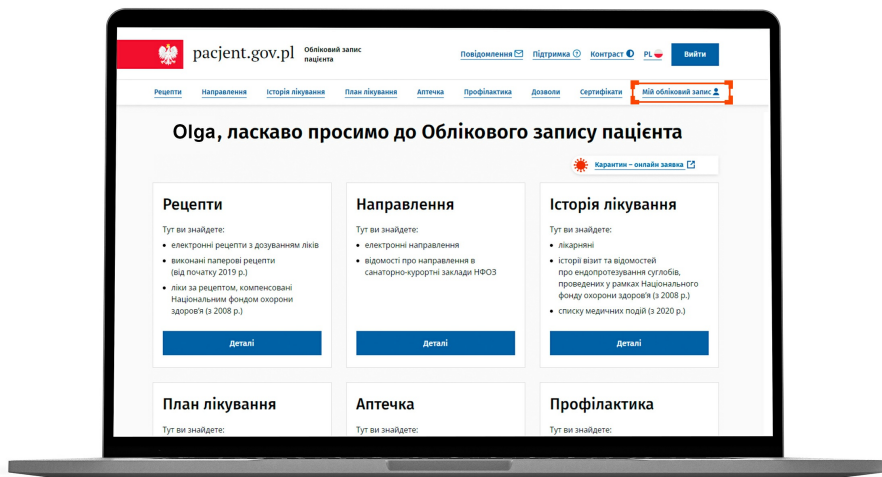 pacjent.gov.pl
Обліковий запис
пацієнта
Повідомлення
Підтримка
Контраст
PL
Вийти
Рецепти
Направлення
Історія лікування
План лікування
Аптечка
Профілактика
Дозволи
Сертифікати
Мій обліковий запис
Olga, ласкаво просимо до Облікового запису пацієнта
Карантин – онлайн заявка
Рецепти
Тут ви знайдете:
• електронні рецепти з дозуванням ліків
• виконані паперові рецепти
(від початку 2019 р.)
• ліки за рецептом, компенсовані
Національним фондом охорони
здоров'я (з 2008 р.)
Деталі
Направлення
Тут ви знайдете:
• електронні направлення
• відомості про направлення в
санаторно-курортні заклади НФОЗ
Деталі
Історія лікування
Тут ви знайдете:
• лікарняні
• історії візит та відомостей
про ендопротезування суглобів,
проведених у рамках Національного
фонду охорони здоров'я (з 2008 р.)
• списку медичних подій (з 2020 р.)
Деталі
План лікування
Тут ви знайдете:
Аптечка
Тут ви знайдете:
Профілактика
Тут ви знайдете: